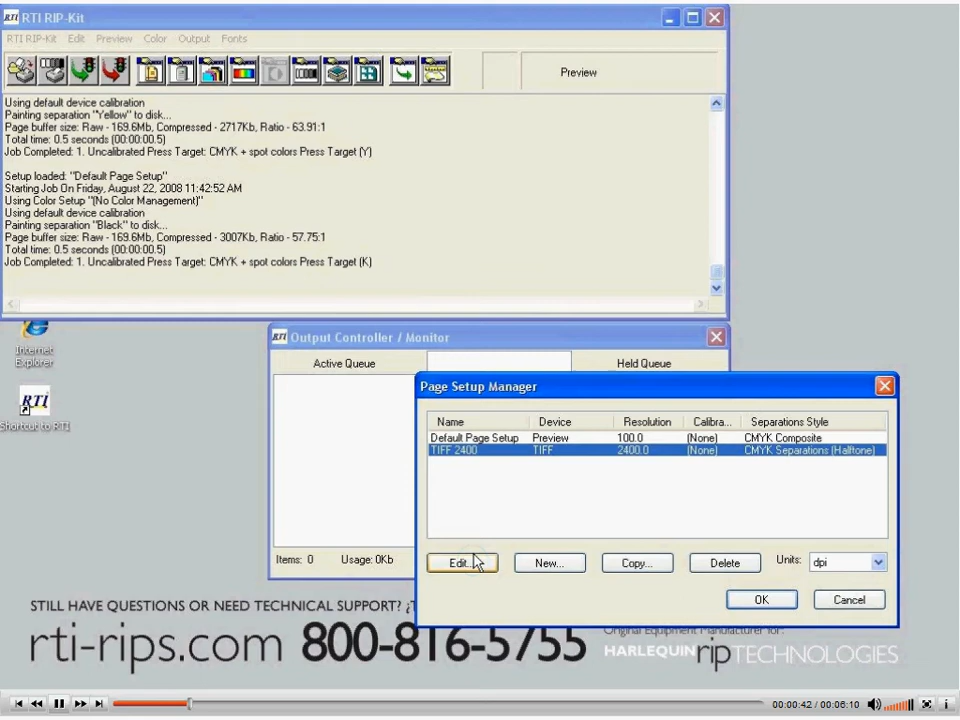 RTI RTI RIP-Kit
RTI RIP-Kit Edit Preview Color Output Fonts
Preview
Using default device calibration
Painting separation "Yellow" to disk...
Page buffer size: Raw - 169.6Mb, Compressed - 2717Kb, Ratio - 63.91:1
Total time: 0.5 seconds (00:00:00.5)
Job Completed: 1. Uncalibrated Press Target: CMYK + spot colors Press Target (Y)
Setup loaded: "Default Page Setup"
Starting Job On Friday, August 22, 2008 11:42:52 AM
Using Color Setup "(No Color Management)"
Using default device calibration
Painting separation "Black" to disk...
Page buffer size: Raw - 169.6Mb, Compressed - 3007Kb, Ratio - 57.75:1
Total time: 0.5 seconds (00:00:00.5)
Job Completed: 1. Uncalibrated Press Target: CMYK + spot colors Press Target (K)
Internet
Explorer
RTI
Shortcut to RTI
RTI Output Controller / Monitor
Active Queue Held Queue
Items: 0 Usage: 0Kb
Page Setup Manager
Name Device Resolution Calibra... Separations Style
Default Page Setup Preview 100.0 (None) CMYK Composite
TIFF 2400 TIFF 2400.0 (None) CMYK Separations (Halftone)
Edit... New... Copy... Delete Units: dpi
OK Cancel
STILL HAVE QUESTIONS OR NEED TECHNICAL SUPPORT?
rti-rips.com 800-816-5755
Original Equipment Manufacturer for:
HARLEQUIN rip TECHNOLOGIES
00:00:42 / 00:06:10